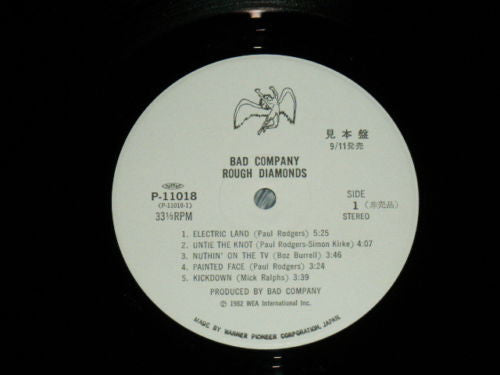 見本盤
9/11発売
BAD COMPANY
ROUGH DIAMONDS
P-11018
(P-11018-1)
33⅓RPM
SIDE
1 (非売品)
STEREO
1. ELECTRIC LAND (Paul Rodgers) 5:25
2. UNTIE THE KNOT (Paul Rodgers-Simon Kirke) 4:07
3. NUTHIN' ON THE TV (Boz Burrell) 3:46
4. PAINTED FACE (Paul Rodgers) 3:24
5. KICKDOWN (Mick Ralphs) 3:39
PRODUCED BY BAD COMPANY
℗ 1982 WEA International Inc.
MADE BY WARNER PIONEER CORPORATION, JAPAN